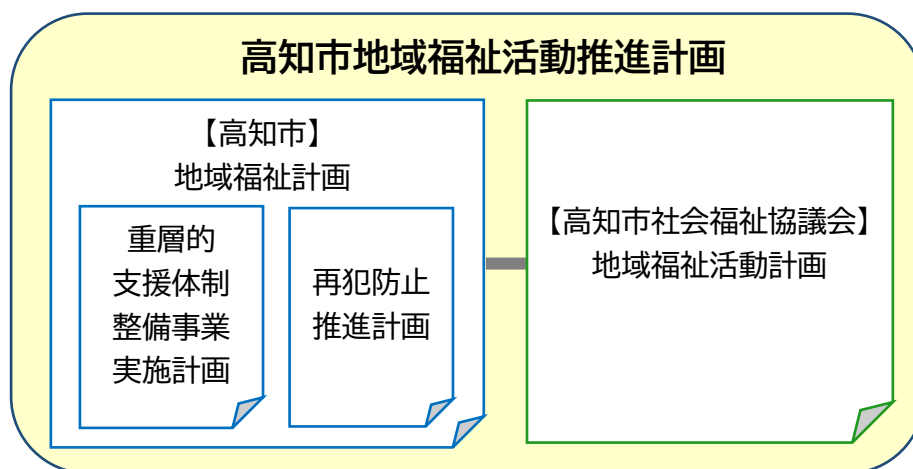 高知市地域福祉活動推進計画
【高知市】
地域福祉計画
重層的
支援体制
整備事業
実施計画
再犯防止
推進計画
【高知市社会福祉協議会】
地域福祉活動計画